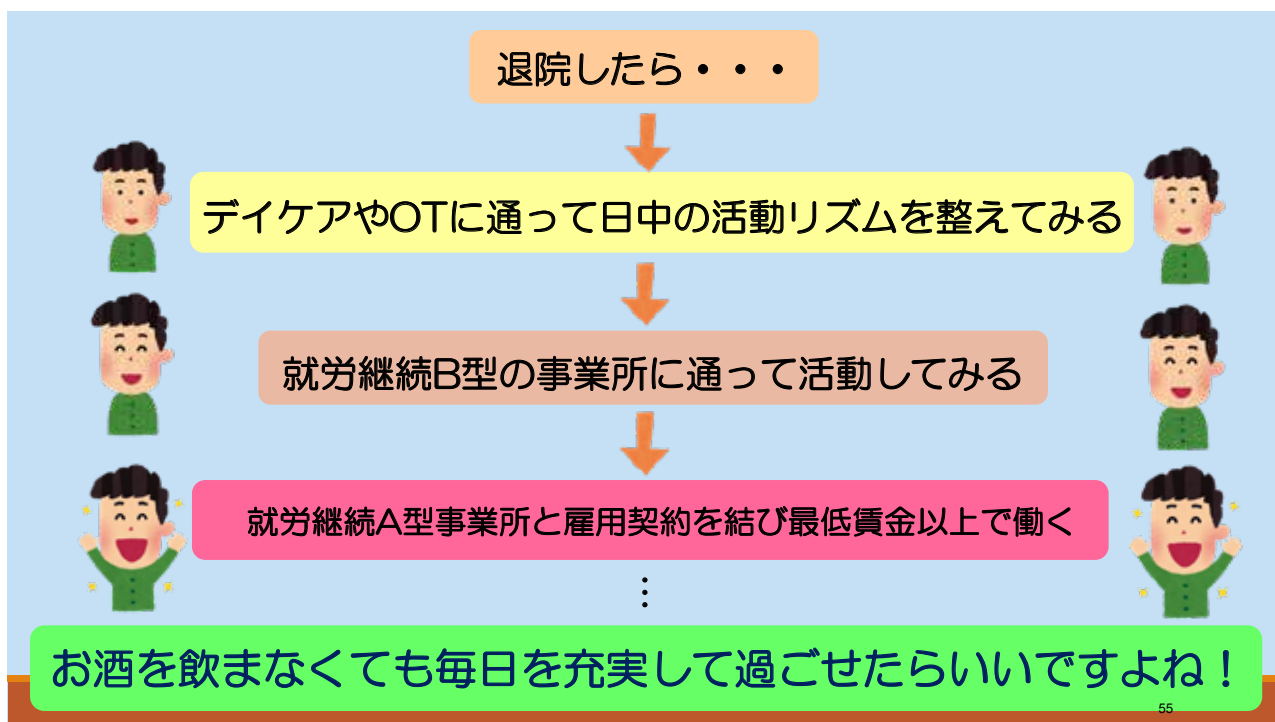 退院したら・・・
デイケアやOTに通って日中の活動リズムを整えてみる
就労継続B型の事業所に通って活動してみる
就労継続A型事業所と雇用契約を結び最低賃金以上で働く
⋮
お酒を飲まなくても毎日を充実して過ごせたらいいですよね！
55